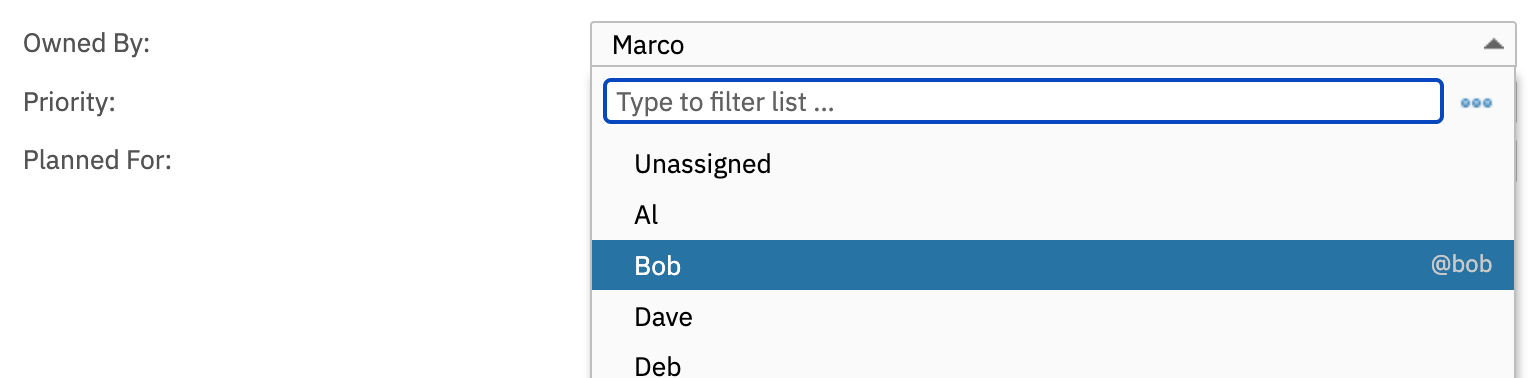 Owned By:
Marco
Priority:
Type to filter list ...
Planned For:
Unassigned
Al
Bob @bob
Dave
Deb